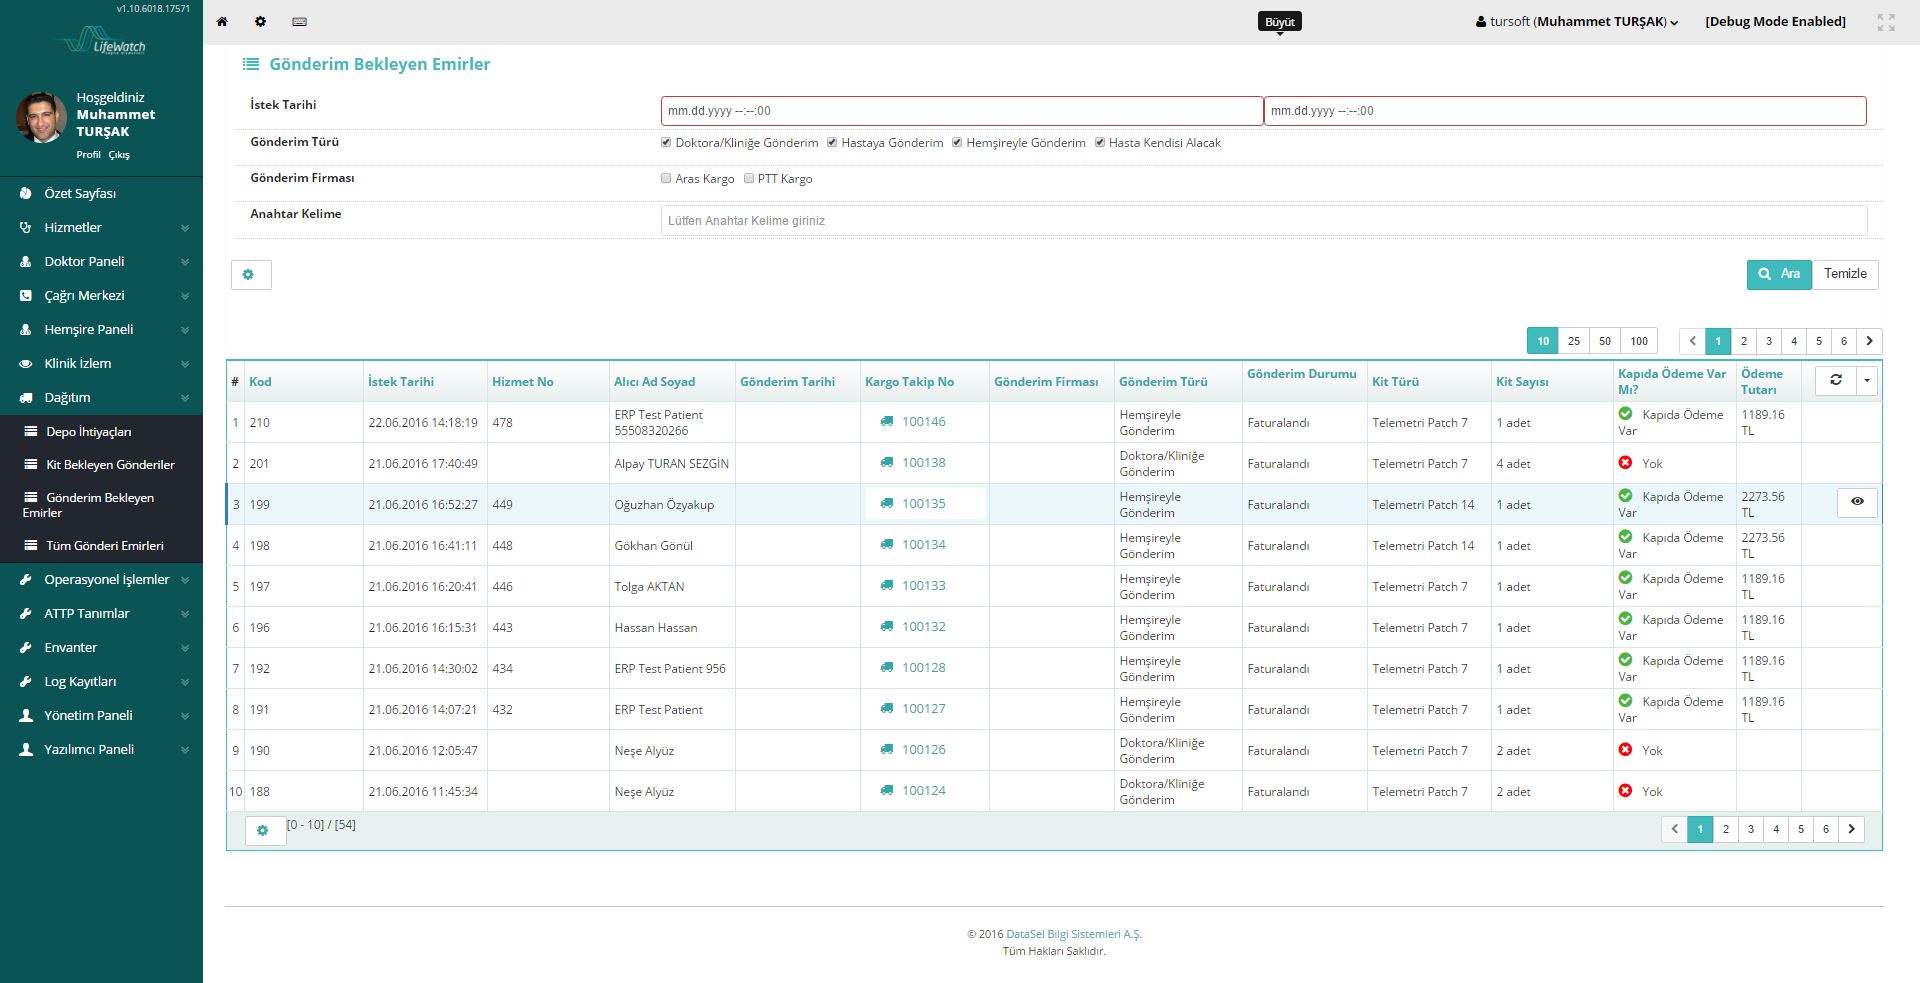 v1.10.6018.17571
LifeWatch
Hoşgeldiniz
Muhammet
TURŞAK
Profil Çıkış
Özet Sayfası
Hizmetler
Doktor Paneli
Çağrı Merkezi
Hemşire Paneli
Klinik İzlem
Dağıtım
Depo İhtiyaçları
Kit Bekleyen Gönderiler
Gönderim Bekleyen
Emirler
Tüm Gönderi Emirleri
Operasyonel İşlemler
ATTP Tanımlar
Envanter
Log Kayıtları
Yönetim Paneli
Yazılımcı Paneli
Büyüt
tursoft (Muhammet TURŞAK)
[Debug Mode Enabled]
Gönderim Bekleyen Emirler
İstek Tarihi mm.dd.yyyy --:--:00 mm.dd.yyyy --:--:00
Gönderim Türü Doktora/Kliniğe Gönderim Hastaya Gönderim Hemşireyle Gönderim Hasta Kendisi Alacak
Gönderim Firması Aras Kargo PTT Kargo
Anahtar Kelime Lütfen Anahtar Kelime giriniz
Ara Temizle
10 25 50 100 1 2 3 4 5 6
# Kod İstek Tarihi Hizmet No Alıcı Ad Soyad Gönderim Tarihi Kargo Takip No Gönderim Firması Gönderim Türü Gönderim Durumu Kit Türü Kit Sayısı Kapıda Ödeme Var Mı? Ödeme Tutarı
1 210 22.06.2016 14:18:19 478 ERP Test Patient 55508320266 100146 Hemşireyle Gönderim Faturalandı Telemetri Patch 7 1 adet Kapıda Ödeme Var 1189.16 TL
2 201 21.06.2016 17:40:49 Alpay TURAN SEZGİN 100138 Doktora/Kliniğe Gönderim Faturalandı Telemetri Patch 7 4 adet Yok
3 199 21.06.2016 16:52:27 449 Oğuzhan Özyakup 100135 Hemşireyle Gönderim Faturalandı Telemetri Patch 14 1 adet Kapıda Ödeme Var 2273.56 TL
4 198 21.06.2016 16:41:11 448 Gökhan Gönül 100134 Hemşireyle Gönderim Faturalandı Telemetri Patch 14 1 adet Kapıda Ödeme Var 2273.56 TL
5 197 21.06.2016 16:20:41 446 Tolga AKTAN 100133 Hemşireyle Gönderim Faturalandı Telemetri Patch 7 1 adet Kapıda Ödeme Var 1189.16 TL
6 196 21.06.2016 16:15:31 443 Hassan Hassan 100132 Hemşireyle Gönderim Faturalandı Telemetri Patch 7 1 adet Kapıda Ödeme Var 1189.16 TL
7 192 21.06.2016 14:30:02 434 ERP Test Patient 956 100128 Hemşireyle Gönderim Faturalandı Telemetri Patch 7 1 adet Kapıda Ödeme Var 1189.16 TL
8 191 21.06.2016 14:07:21 432 ERP Test Patient 100127 Hemşireyle Gönderim Faturalandı Telemetri Patch 7 1 adet Kapıda Ödeme Var 1189.16 TL
9 190 21.06.2016 12:05:47 Neşe Alyüz 100126 Doktora/Kliniğe Gönderim Faturalandı Telemetri Patch 7 2 adet Yok
10 188 21.06.2016 11:45:34 Neşe Alyüz 100124 Doktora/Kliniğe Gönderim Faturalandı Telemetri Patch 7 2 adet Yok
[0 - 10] / [54] 1 2 3 4 5 6
© 2016 DataSel Bilgi Sistemleri A.Ş.
Tüm Hakları Saklıdır.